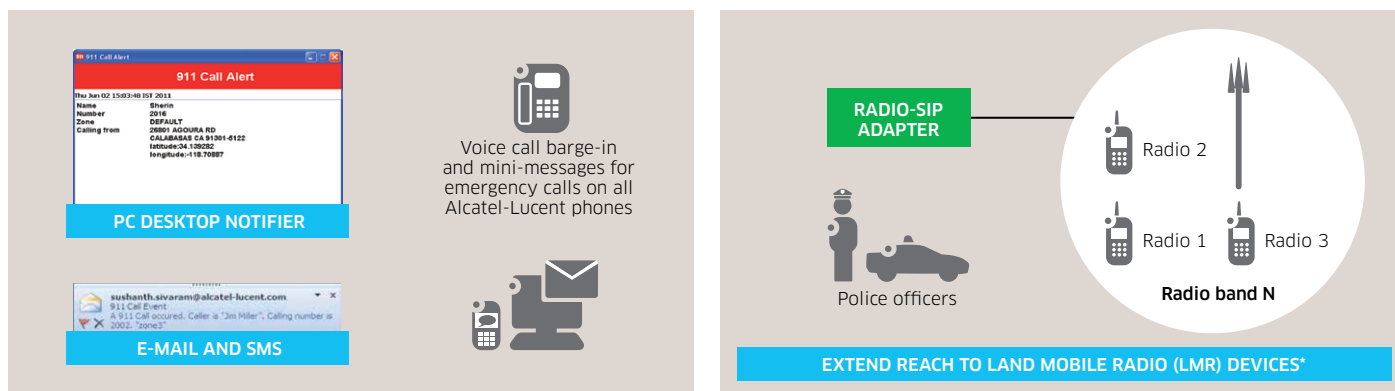 911 Call Alert
911 Call Alert
Thu Jun 02 15:03:48 IST 2011
Name Sherin
Number 2016
Zone DEFAULT
Calling from 26801 AGOURA RD
CALABASAS CA 91301-5122
latitude:34.139282
longitude:-118.70887
PC DESKTOP NOTIFIER
Voice call barge-in
and mini-messages for
emergency calls on all
Alcatel-Lucent phones
sushanth.sivaram@alcatel-lucent.com
911 Call Event
A 911 Call occured. Caller is "Jim Miler". Calling number is
2002. "zone3"
E-MAIL AND SMS
RADIO-SIP
ADAPTER
Police officers
Radio 2
Radio 1
Radio 3
Radio band N
EXTEND REACH TO LAND MOBILE RADIO (LMR) DEVICES*